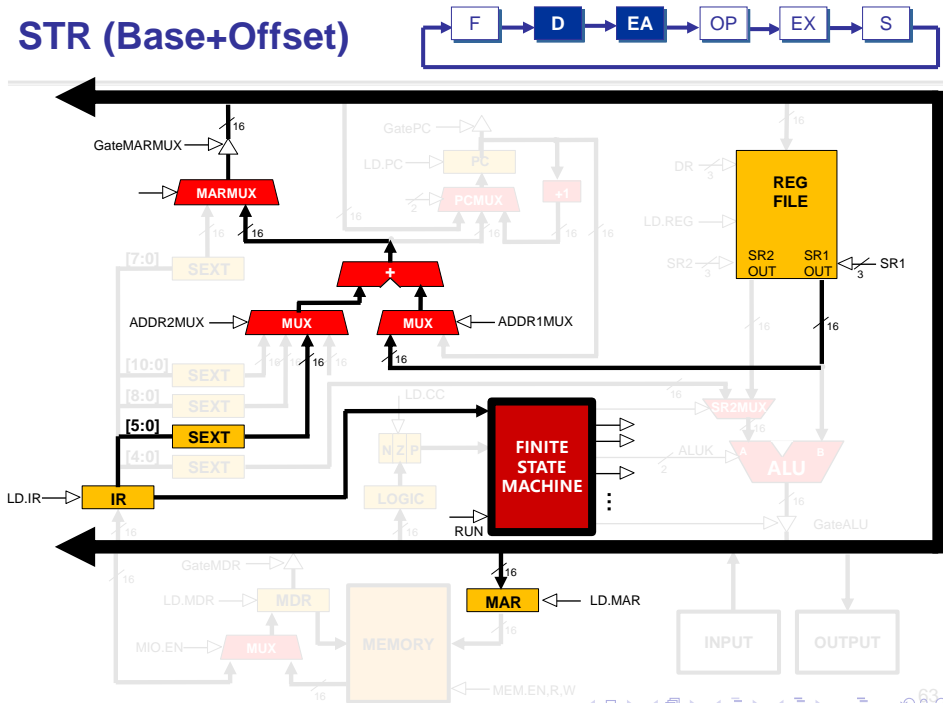 STR (Base+Offset)
F D EA OP EX S
16
GateMARMUX
MARMUX
16
16
[7:0]
SEXT
GatePC
LD.PC
PC
2
PCMUX
+1
16
16
16
16
DR
3
LD.REG
REG
FILE
SR2
3
SR2
OUT
SR1
OUT
3
SR1
+
ADDR2MUX
MUX
MUX
ADDR1MUX
16
16
16
16
16
16
[10:0]
SEXT
[8:0]
SEXT
[5:0]
SEXT
[4:0]
SEXT
LD.IR
IR
16
LD.CC
N Z P
LOGIC
16
FINITE
STATE
MACHINE
RUN
⋮
16
SR2MUX
16
ALUK
2
A
B
ALU
16
GateALU
GateMDR
16
LD.MDR
MDR
MIO.EN
MUX
16
MEMORY
16
MAR
LD.MAR
16
MEM.EN,R,W
INPUT
OUTPUT
63